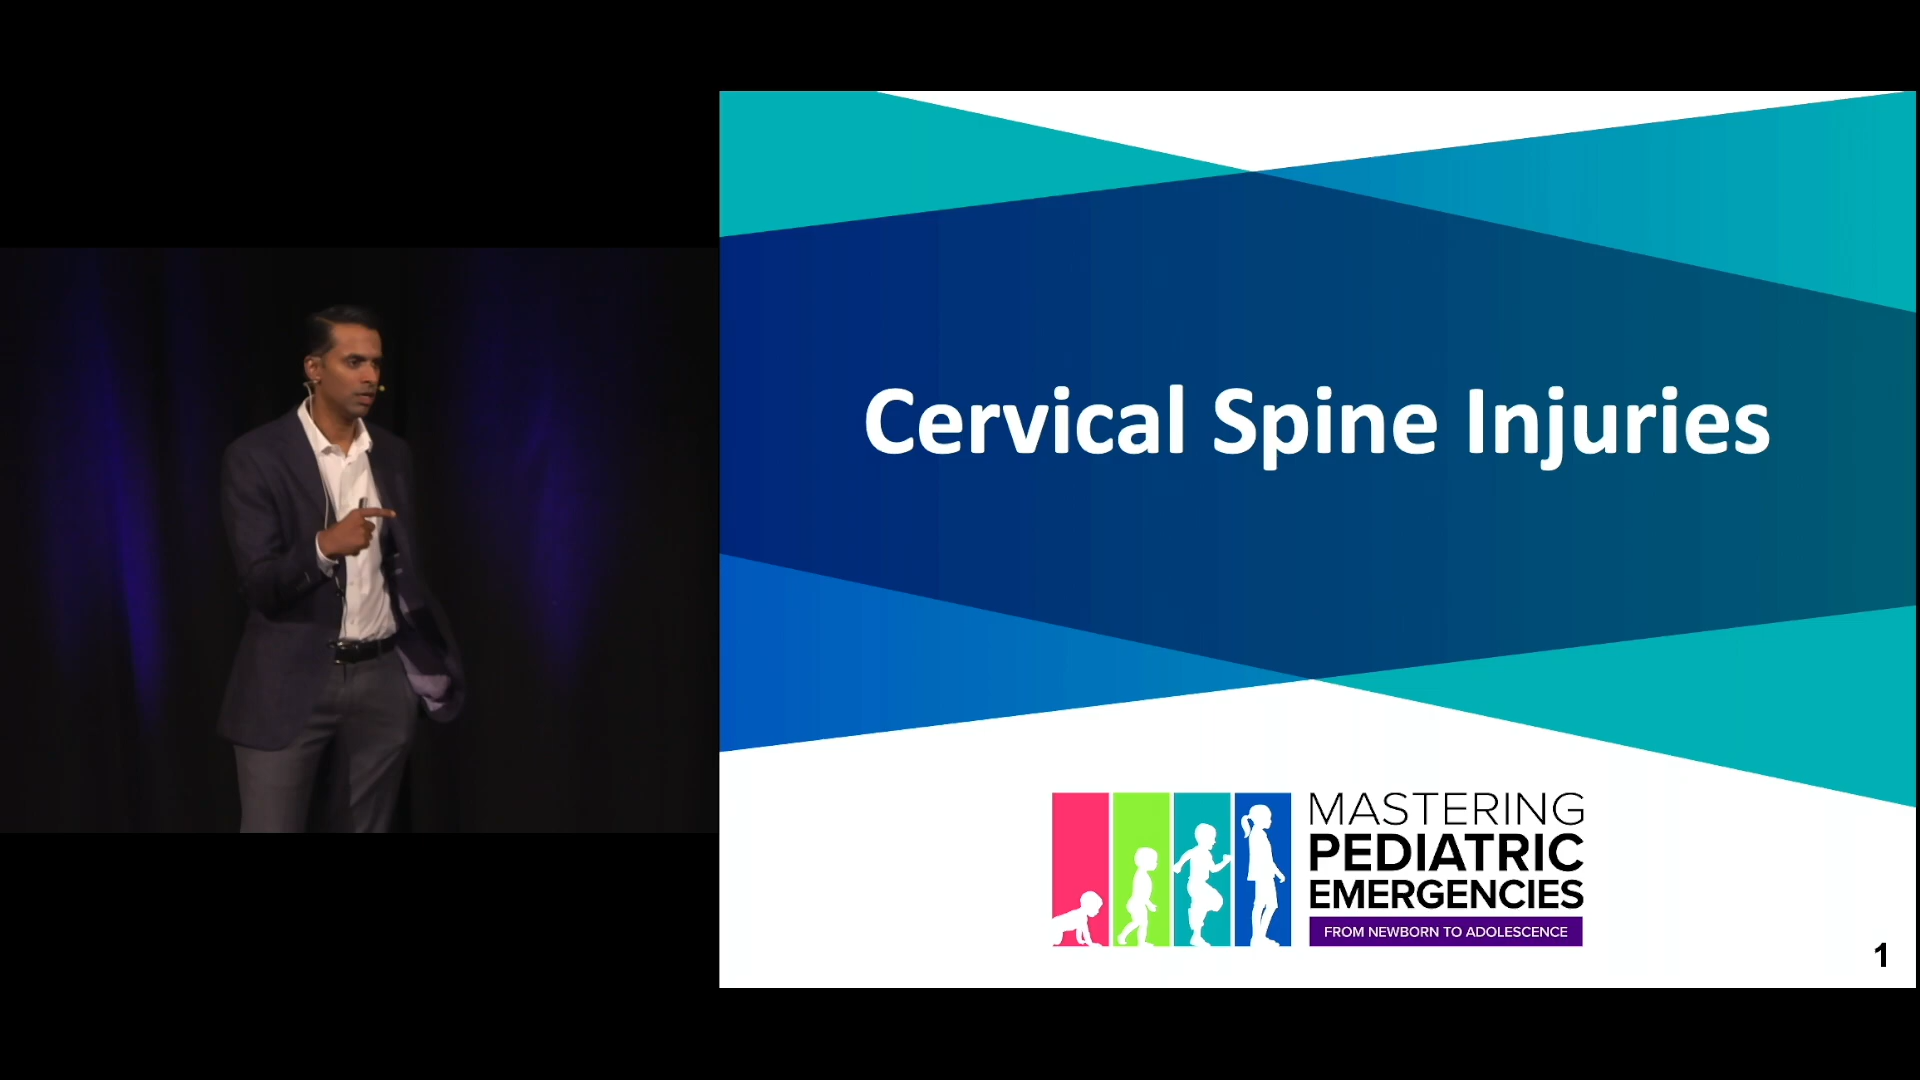 Cervical Spine Injuries
MASTERING
PEDIATRIC
EMERGENCIES
FROM NEWBORN TO ADOLESCENCE
1